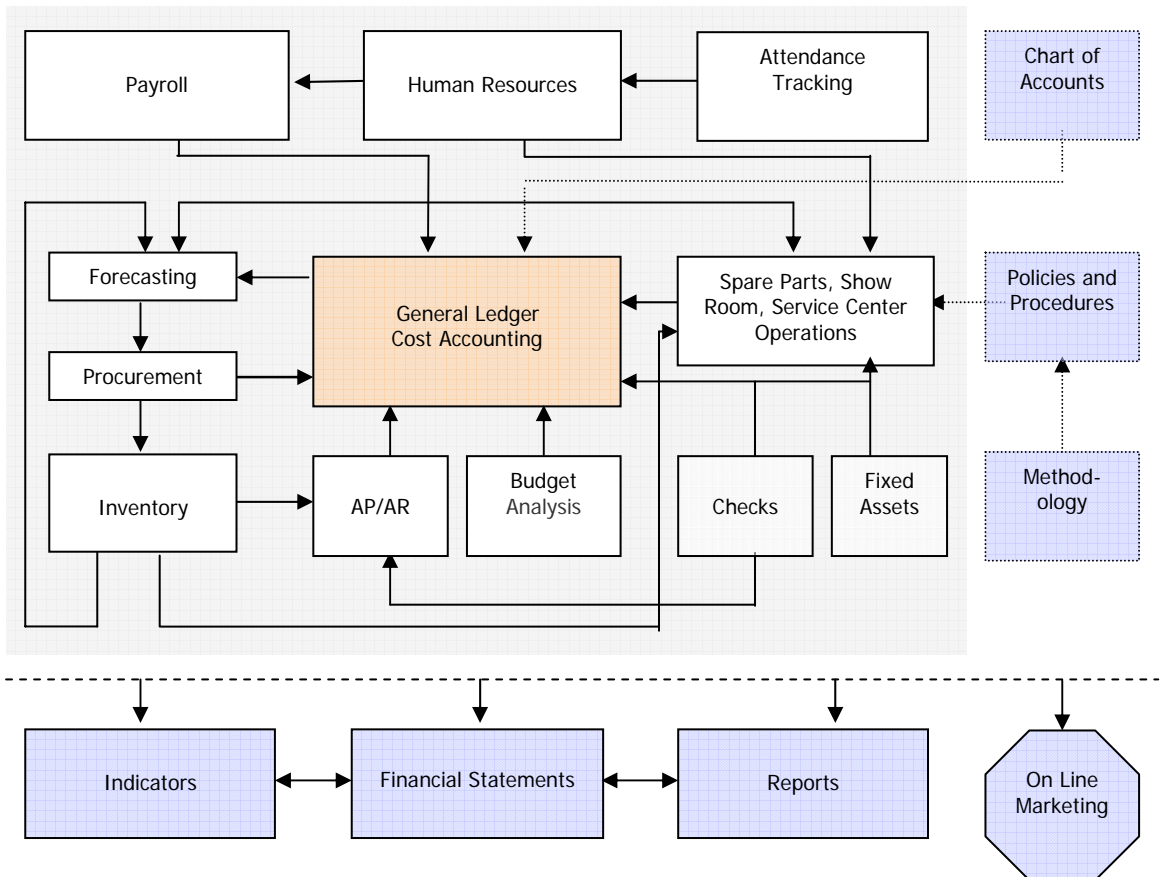 Payroll
Human Resources
Attendance
Tracking
Chart of
Accounts
Forecasting
General Ledger
Cost Accounting
Spare Parts, Show
Room, Service Center
Operations
Policies and
Procedures
Procurement
Inventory
AP/AR
Budget
Analysis
Checks
Fixed
Assets
Method-
ology
Indicators
Financial Statements
Reports
On Line
Marketing